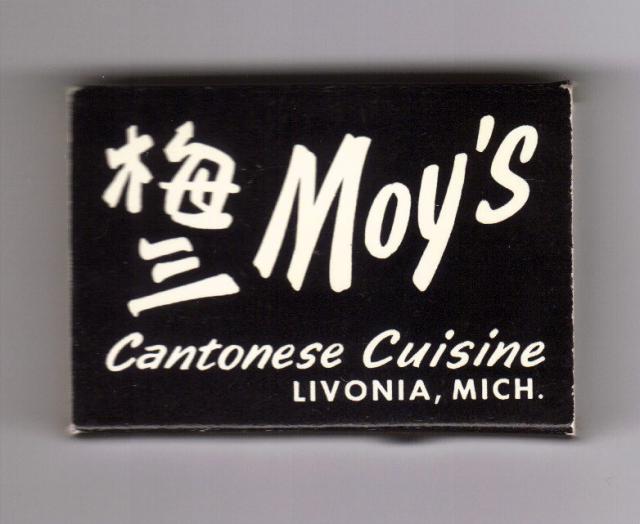 梅三
Moy's
Cantonese Cuisine
LIVONIA, MICH.